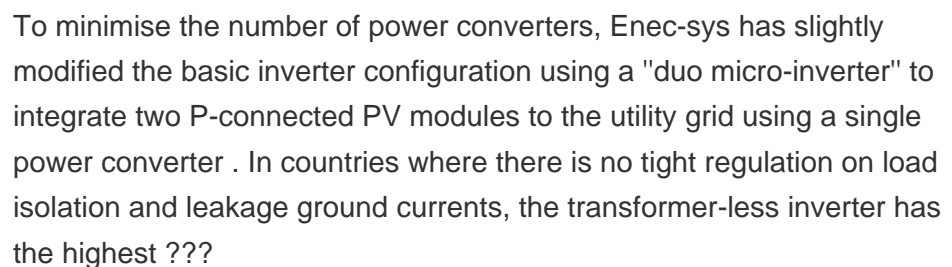 To minimise the number of power converters, Enec-sys has slightly
modified the basic inverter configuration using a "duo micro-inverter" to
integrate two P-connected PV modules to the utility grid using a single
power converter . In countries where there is no tight regulation on load
isolation and leakage ground currents, the transformer-less inverter has
the highest ???